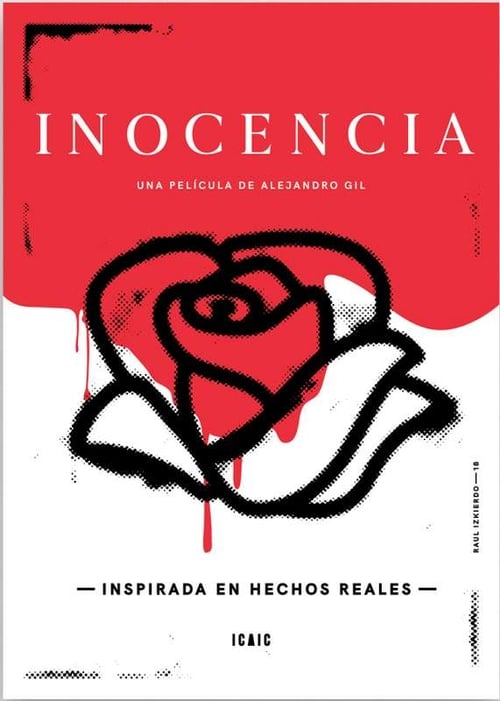 INOCENCIA
UNA PELÍCULA DE ALEJANDRO GIL
RAUL IZKIERDO—18
— INSPIRADA EN HECHOS REALES —
ICAIC